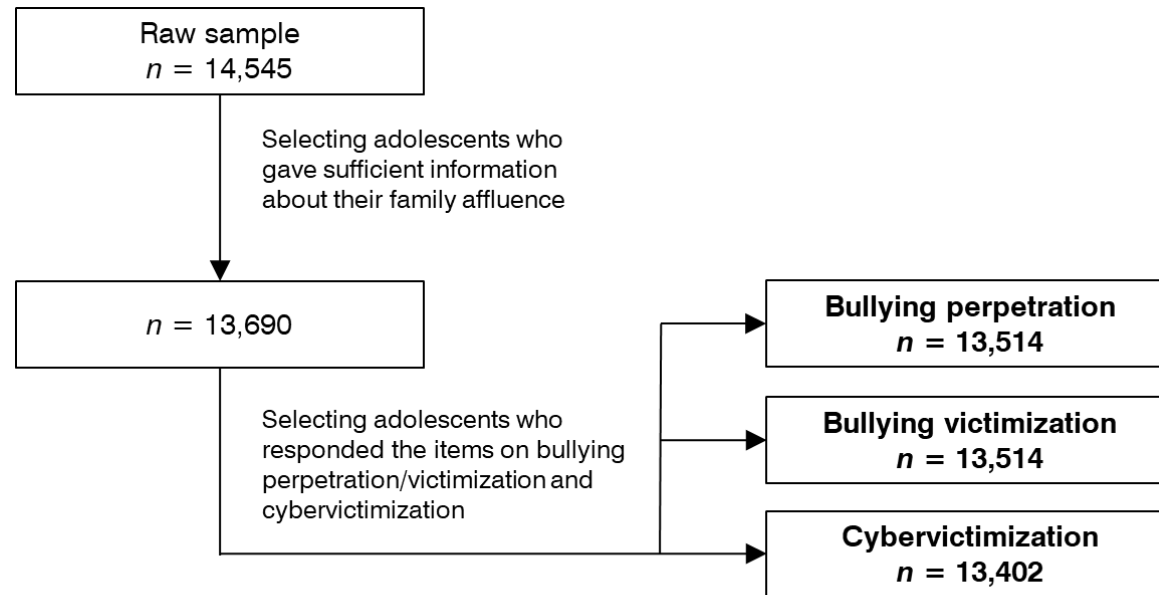 Raw sample
n = 14,545
Selecting adolescents who
gave sufficient information
about their family affluence
n = 13,690
Selecting adolescents who
responded the items on bullying
perpetration/victimization and
cybervictimization
Bullying perpetration
n = 13,514
Bullying victimization
n = 13,514
Cybervictimization
n = 13,402